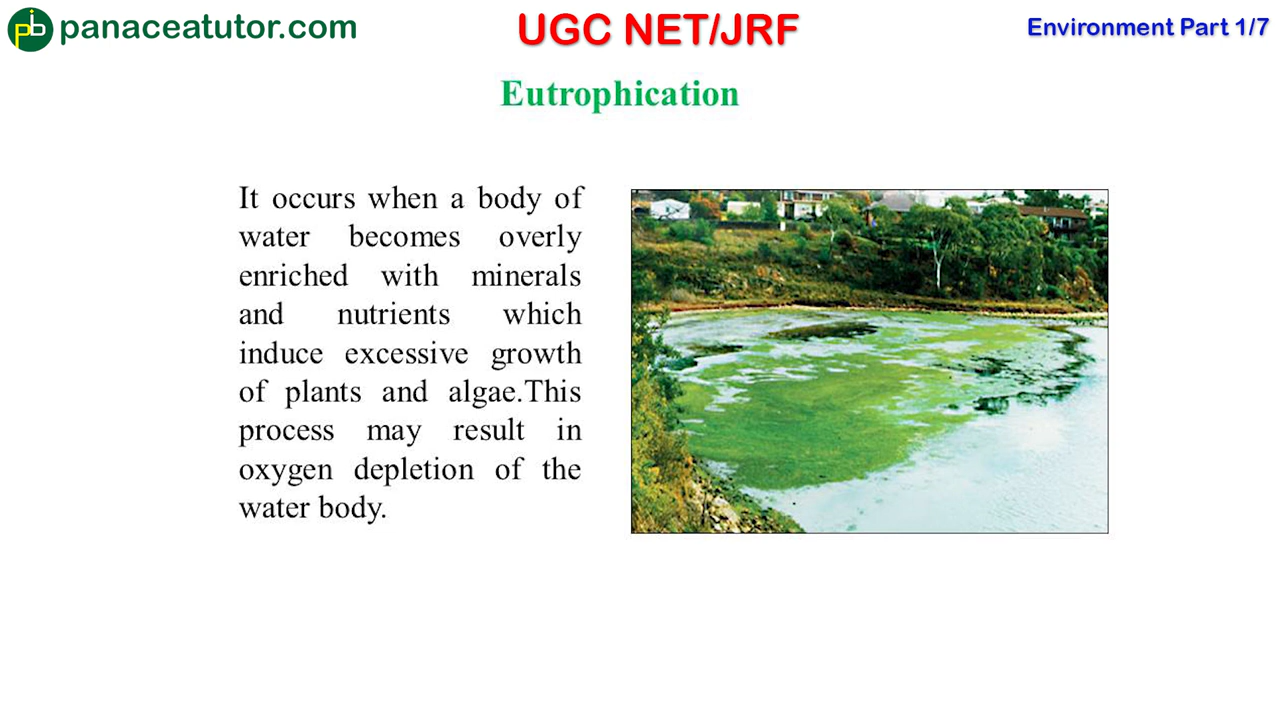 panaceatutor.com
UGC NET/JRF
Environment Part 1/7
Eutrophication
It occurs when a body of
water becomes overly
enriched with minerals
and nutrients which
induce excessive growth
of plants and algae.This
process may result in
oxygen depletion of the
water body.